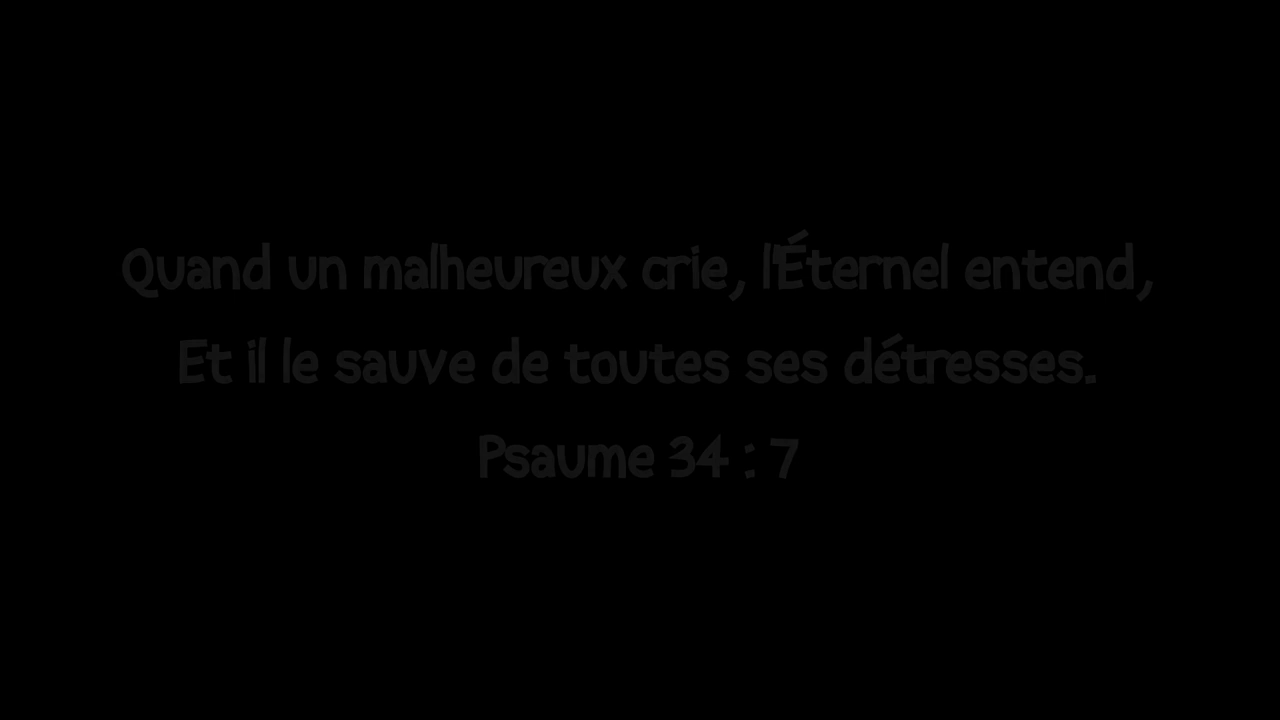 Quand un malheureux crie, l'Éternel entend,
Et il le sauve de toutes ses détresses.
Psaume 34 : 7